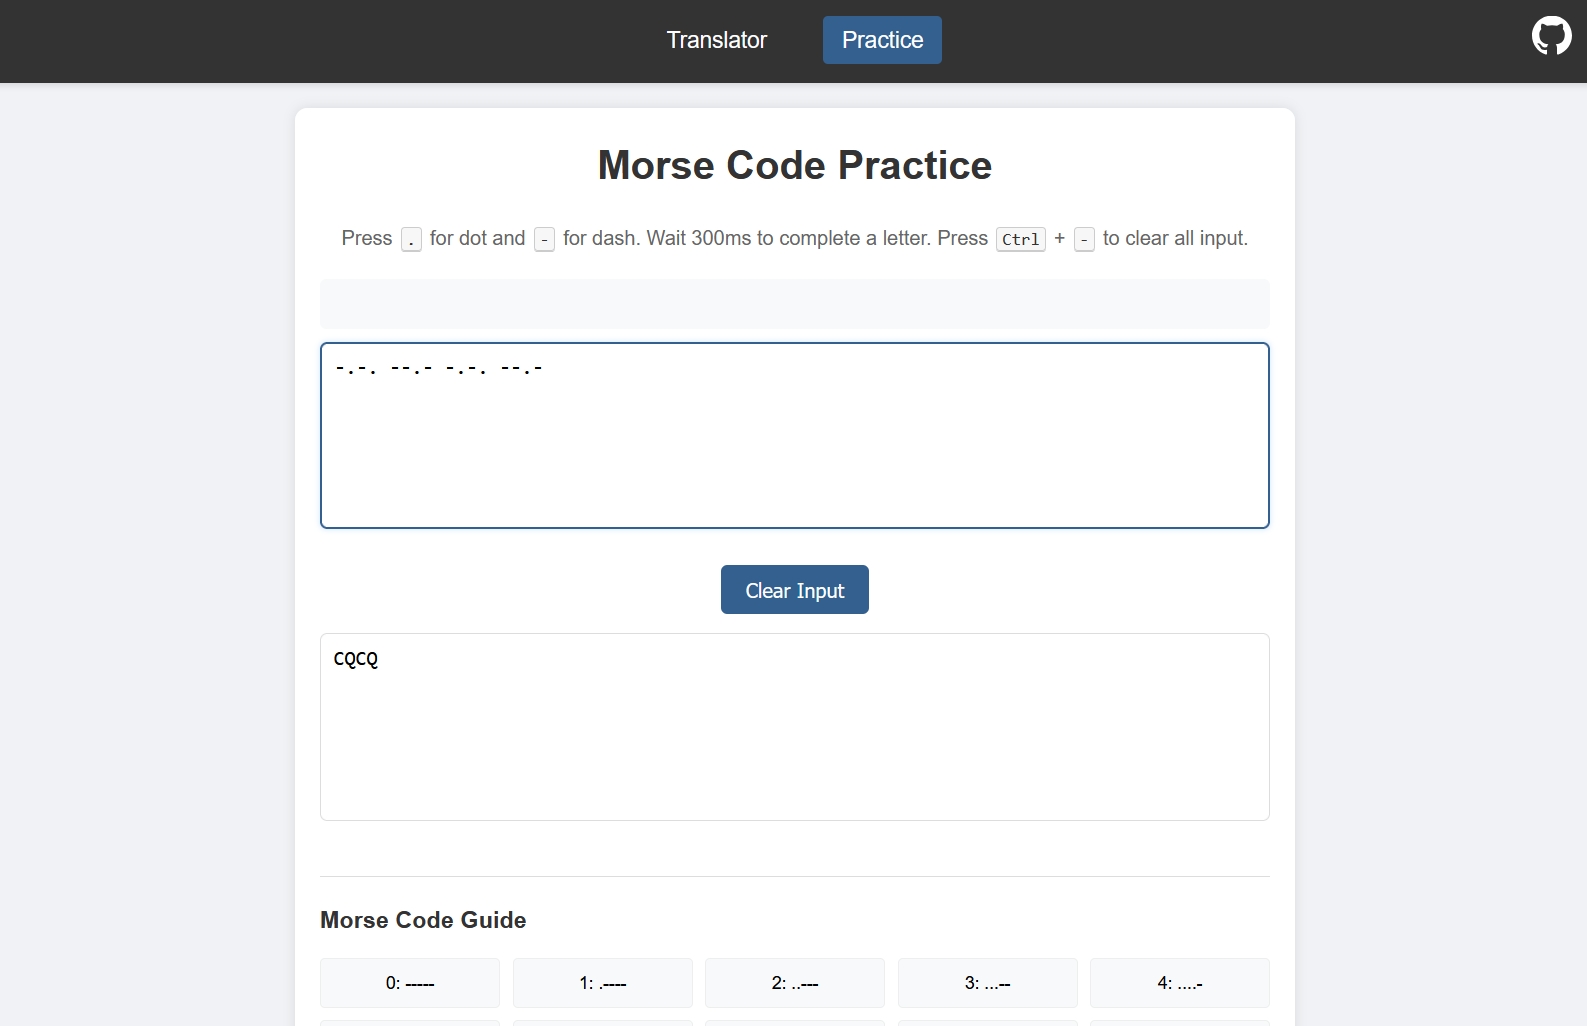 Translator Practice
Morse Code Practice
Press . for dot and - for dash. Wait 300ms to complete a letter. Press Ctrl + - to clear all input.
-.-. --.- -.-. --.-
Clear Input
CQCQ
Morse Code Guide
0: ----- 1: .---- 2: ..--- 3: ...-- 4: ....-